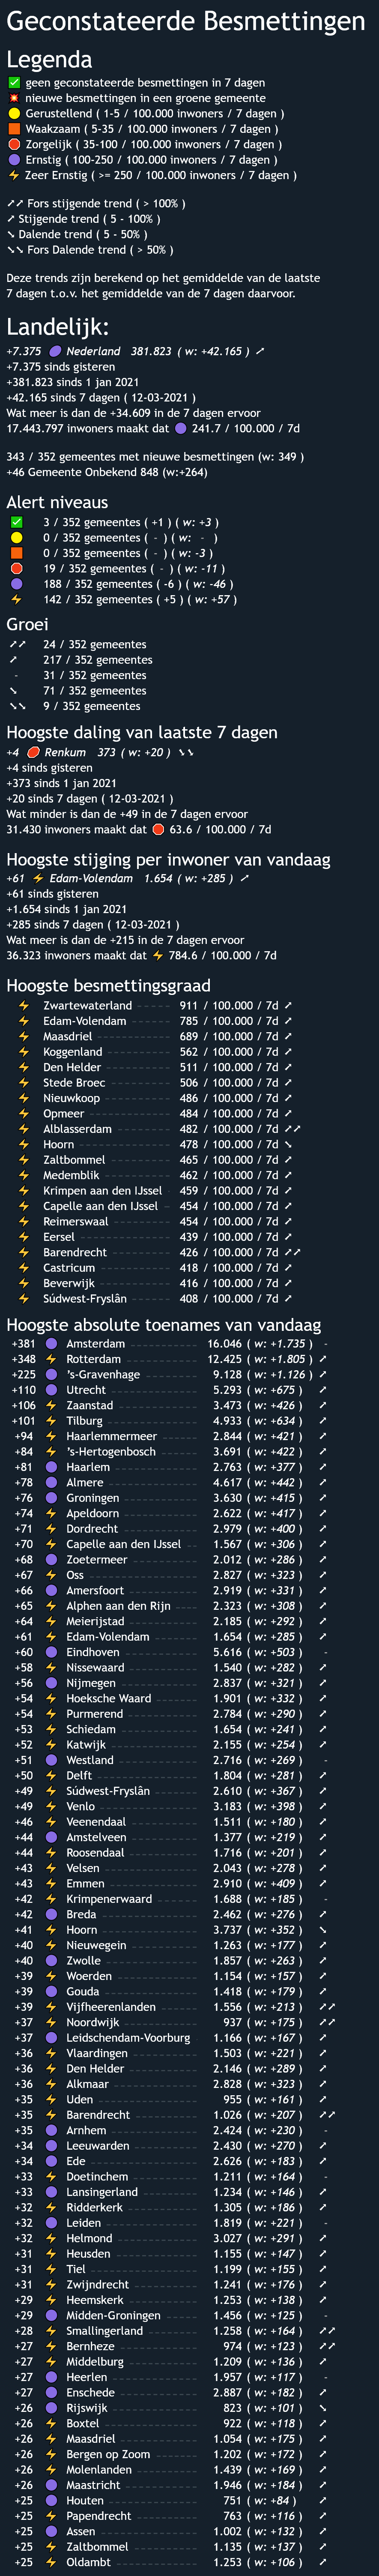 Geconstateerde Besmettingen
Legenda
geen geconstateerde besmettingen in 7 dagen
nieuwe besmettingen in een groene gemeente
Gerustellend ( 1-5 / 100.000 inwoners / 7 dagen )
Waakzaam ( 5-35 / 100.000 inwoners / 7 dagen )
Zorgelijk ( 35-100 / 100.000 inwoners / 7 dagen )
Ernstig ( 100-250 / 100.000 inwoners / 7 dagen )
Zeer Ernstig ( >= 250 / 100.000 inwoners / 7 dagen )
➚➚ Fors stijgende trend ( > 100% )
➚ Stijgende trend ( 5 - 100% )
➘ Dalende trend ( 5 - 50% )
➘➘ Fors Dalende trend ( > 50% )
Deze trends zijn berekend op het gemiddelde van de laatste
7 dagen t.o.v. het gemiddelde van de 7 dagen daarvoor.
Landelijk:
+7.375 Nederland 381.823 ( w: +42.165 ) ➚
+7.375 sinds gisteren
+381.823 sinds 1 jan 2021
+42.165 sinds 7 dagen ( 12-03-2021 )
Wat meer is dan de +34.609 in de 7 dagen ervoor
17.443.797 inwoners maakt dat 241.7 / 100.000 / 7d
343 / 352 gemeentes met nieuwe besmettingen (w: 349 )
+46 Gemeente Onbekend 848 (w:+264)
Alert niveaus
3 / 352 gemeentes ( +1 ) ( w: +3 )
0 / 352 gemeentes ( - ) ( w: - )
0 / 352 gemeentes ( - ) ( w: -3 )
19 / 352 gemeentes ( - ) ( w: -11 )
188 / 352 gemeentes ( -6 ) ( w: -46 )
142 / 352 gemeentes ( +5 ) ( w: +57 )
Groei
➚➚ 24 / 352 gemeentes
➚ 217 / 352 gemeentes
- 31 / 352 gemeentes
➘ 71 / 352 gemeentes
➘➘ 9 / 352 gemeentes
Hoogste daling van laatste 7 dagen
+4 Renkum 373 ( w: +20 ) ➘➘
+4 sinds gisteren
+373 sinds 1 jan 2021
+20 sinds 7 dagen ( 12-03-2021 )
Wat minder is dan de +49 in de 7 dagen ervoor
31.430 inwoners maakt dat 63.6 / 100.000 / 7d
Hoogste stijging per inwoner van vandaag
+61 Edam-Volendam 1.654 ( w: +285 ) ➚
+61 sinds gisteren
+1.654 sinds 1 jan 2021
+285 sinds 7 dagen ( 12-03-2021 )
Wat meer is dan de +215 in de 7 dagen ervoor
36.323 inwoners maakt dat 784.6 / 100.000 / 7d
Hoogste besmettingsgraad
Zwartewaterland 911 / 100.000 / 7d ➚
Edam-Volendam 785 / 100.000 / 7d ➚
Maasdriel 689 / 100.000 / 7d ➚
Koggenland 562 / 100.000 / 7d ➚
Den Helder 511 / 100.000 / 7d ➚
Stede Broec 506 / 100.000 / 7d ➚
Nieuwkoop 486 / 100.000 / 7d ➚
Opmeer 484 / 100.000 / 7d ➚
Alblasserdam 482 / 100.000 / 7d ➚➚
Hoorn 478 / 100.000 / 7d ➘
Zaltbommel 465 / 100.000 / 7d ➚
Medemblik 462 / 100.000 / 7d ➚
Krimpen aan den IJssel 459 / 100.000 / 7d ➚
Capelle aan den IJssel 454 / 100.000 / 7d ➚
Reimerswaal 454 / 100.000 / 7d ➚
Eersel 439 / 100.000 / 7d ➚
Barendrecht 426 / 100.000 / 7d ➚➚
Castricum 418 / 100.000 / 7d ➚
Beverwijk 416 / 100.000 / 7d ➚
Súdwest-Fryslân 408 / 100.000 / 7d ➚
Hoogste absolute toenames van vandaag
+381 Amsterdam 16.046 ( w: +1.735 ) -
+348 Rotterdam 12.425 ( w: +1.805 ) ➚
+225 's-Gravenhage 9.128 ( w: +1.126 ) ➚
+110 Utrecht 5.293 ( w: +675 ) ➚
+106 Zaanstad 3.473 ( w: +426 ) ➚
+101 Tilburg 4.933 ( w: +634 ) ➚
+94 Haarlemmermeer 2.844 ( w: +421 ) ➚
+84 's-Hertogenbosch 3.691 ( w: +422 ) ➚
+81 Haarlem 2.763 ( w: +377 ) ➚
+78 Almere 4.617 ( w: +442 ) ➚
+76 Groningen 3.630 ( w: +415 ) ➚
+74 Apeldoorn 2.622 ( w: +417 ) ➚
+71 Dordrecht 2.979 ( w: +400 ) ➚
+70 Capelle aan den IJssel 1.567 ( w: +306 ) ➚
+68 Zoetermeer 2.012 ( w: +286 ) ➚
+67 Oss 2.827 ( w: +323 ) ➚
+66 Amersfoort 2.919 ( w: +331 ) ➚
+65 Alphen aan den Rijn 2.323 ( w: +308 ) ➚
+64 Meierijstad 2.185 ( w: +292 ) ➚
+61 Edam-Volendam 1.654 ( w: +285 ) ➚
+60 Eindhoven 5.616 ( w: +503 ) -
+58 Nissewaard 1.540 ( w: +282 ) ➚
+56 Nijmegen 2.837 ( w: +321 ) ➚
+54 Hoeksche Waard 1.901 ( w: +332 ) ➚
+54 Purmerend 2.784 ( w: +290 ) ➚
+53 Schiedam 1.654 ( w: +241 ) ➚
+52 Katwijk 2.155 ( w: +254 ) ➚
+51 Westland 2.716 ( w: +269 ) -
+50 Delft 1.804 ( w: +281 ) ➚
+49 Súdwest-Fryslân 2.610 ( w: +367 ) ➚
+49 Venlo 3.183 ( w: +398 ) ➚
+46 Veenendaal 1.511 ( w: +180 ) ➚
+44 Amstelveen 1.377 ( w: +219 ) ➚
+44 Roosendaal 1.716 ( w: +201 ) ➚
+43 Velsen 2.043 ( w: +278 ) ➚
+43 Emmen 2.910 ( w: +409 ) ➚
+42 Krimpenerwaard 1.688 ( w: +185 ) -
+42 Breda 2.462 ( w: +276 ) ➚
+41 Hoorn 3.737 ( w: +352 ) ➘
+40 Nieuwegein 1.263 ( w: +177 ) ➚
+40 Zwolle 1.857 ( w: +263 ) ➚
+39 Woerden 1.154 ( w: +157 ) ➚
+39 Gouda 1.418 ( w: +179 ) ➚
+39 Vijfheerenlanden 1.556 ( w: +213 ) ➚➚
+37 Noordwijk 937 ( w: +175 ) ➚➚
+37 Leidschendam-Voorburg 1.166 ( w: +167 ) ➚
+36 Vlaardingen 1.503 ( w: +221 ) ➚
+36 Den Helder 2.146 ( w: +289 ) ➚
+36 Alkmaar 2.828 ( w: +323 ) ➚
+35 Uden 955 ( w: +161 ) ➚
+35 Barendrecht 1.026 ( w: +207 ) ➚➚
+35 Arnhem 2.424 ( w: +230 ) -
+34 Leeuwarden 2.430 ( w: +270 ) ➚
+34 Ede 2.626 ( w: +183 ) ➚
+33 Doetinchem 1.211 ( w: +164 ) -
+33 Lansingerland 1.234 ( w: +146 ) ➚
+32 Ridderkerk 1.305 ( w: +186 ) ➚
+32 Leiden 1.819 ( w: +221 ) -
+32 Helmond 3.027 ( w: +291 ) ➚
+31 Heusden 1.155 ( w: +147 ) ➚
+31 Tiel 1.199 ( w: +155 ) ➚
+31 Zwijndrecht 1.241 ( w: +176 ) ➚
+29 Heemskerk 1.253 ( w: +138 ) ➚
+29 Midden-Groningen 1.456 ( w: +125 ) -
+28 Smallingerland 1.258 ( w: +164 ) ➚➚
+27 Bernheze 974 ( w: +123 ) ➚➚
+27 Middelburg 1.209 ( w: +136 ) ➚
+27 Heerlen 1.957 ( w: +117 ) -
+27 Enschede 2.887 ( w: +182 ) ➚
+26 Rijswijk 823 ( w: +101 ) ➘
+26 Boxtel 922 ( w: +118 ) ➚
+26 Maasdriel 1.054 ( w: +175 ) ➚
+26 Bergen op Zoom 1.202 ( w: +172 ) ➚
+26 Molenlanden 1.439 ( w: +169 ) ➚
+26 Maastricht 1.946 ( w: +184 ) ➚
+25 Houten 751 ( w: +84 ) ➚
+25 Papendrecht 763 ( w: +116 ) ➚
+25 Assen 1.002 ( w: +132 ) ➚
+25 Zaltbommel 1.135 ( w: +137 ) ➚
+25 Oldambt 1.253 ( w: +106 ) ➚